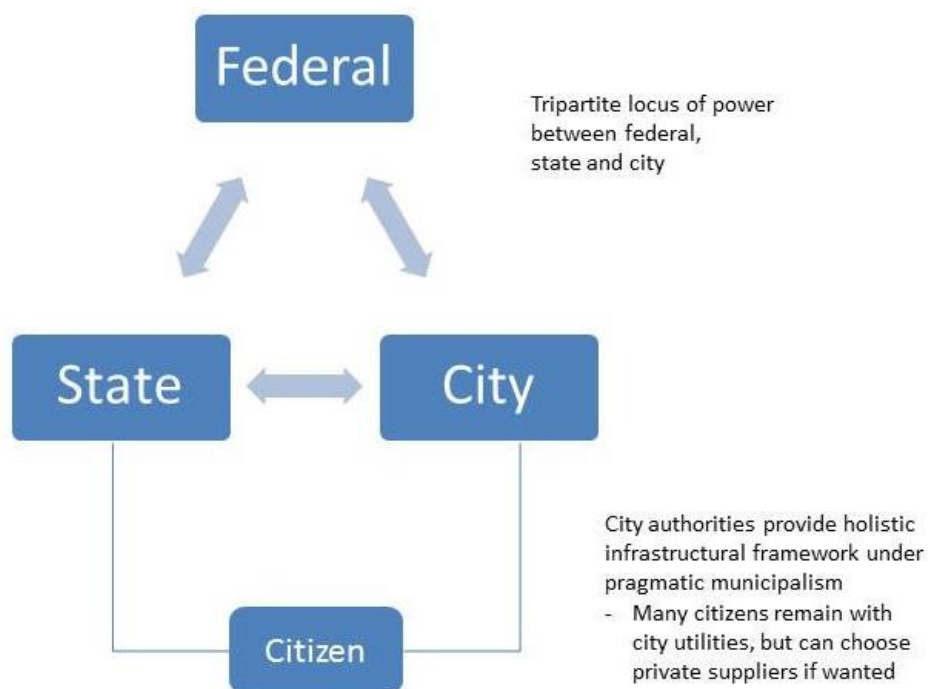 Federal
Tripartite locus of power
between federal,
state and city
State
City
City authorities provide holistic
infrastructural framework under
pragmatic municipalism
- Many citizens remain with
city utilities, but can choose
private suppliers if wanted
Citizen